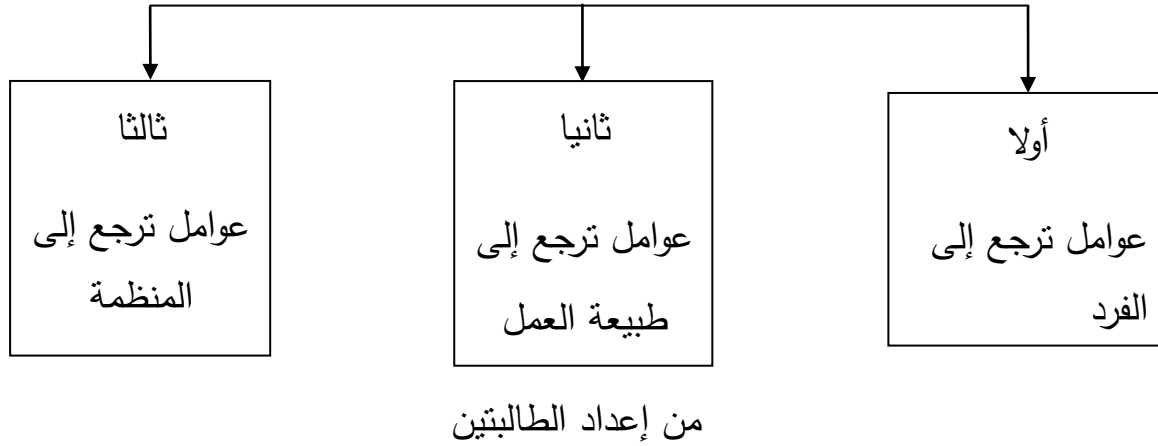 أولا
عوامل ترجع إلى
الفرد
ثانيا
عوامل ترجع إلى
طبيعة العمل
ثالثا
عوامل ترجع إلى
المنظمة
من إعداد الطالبتين